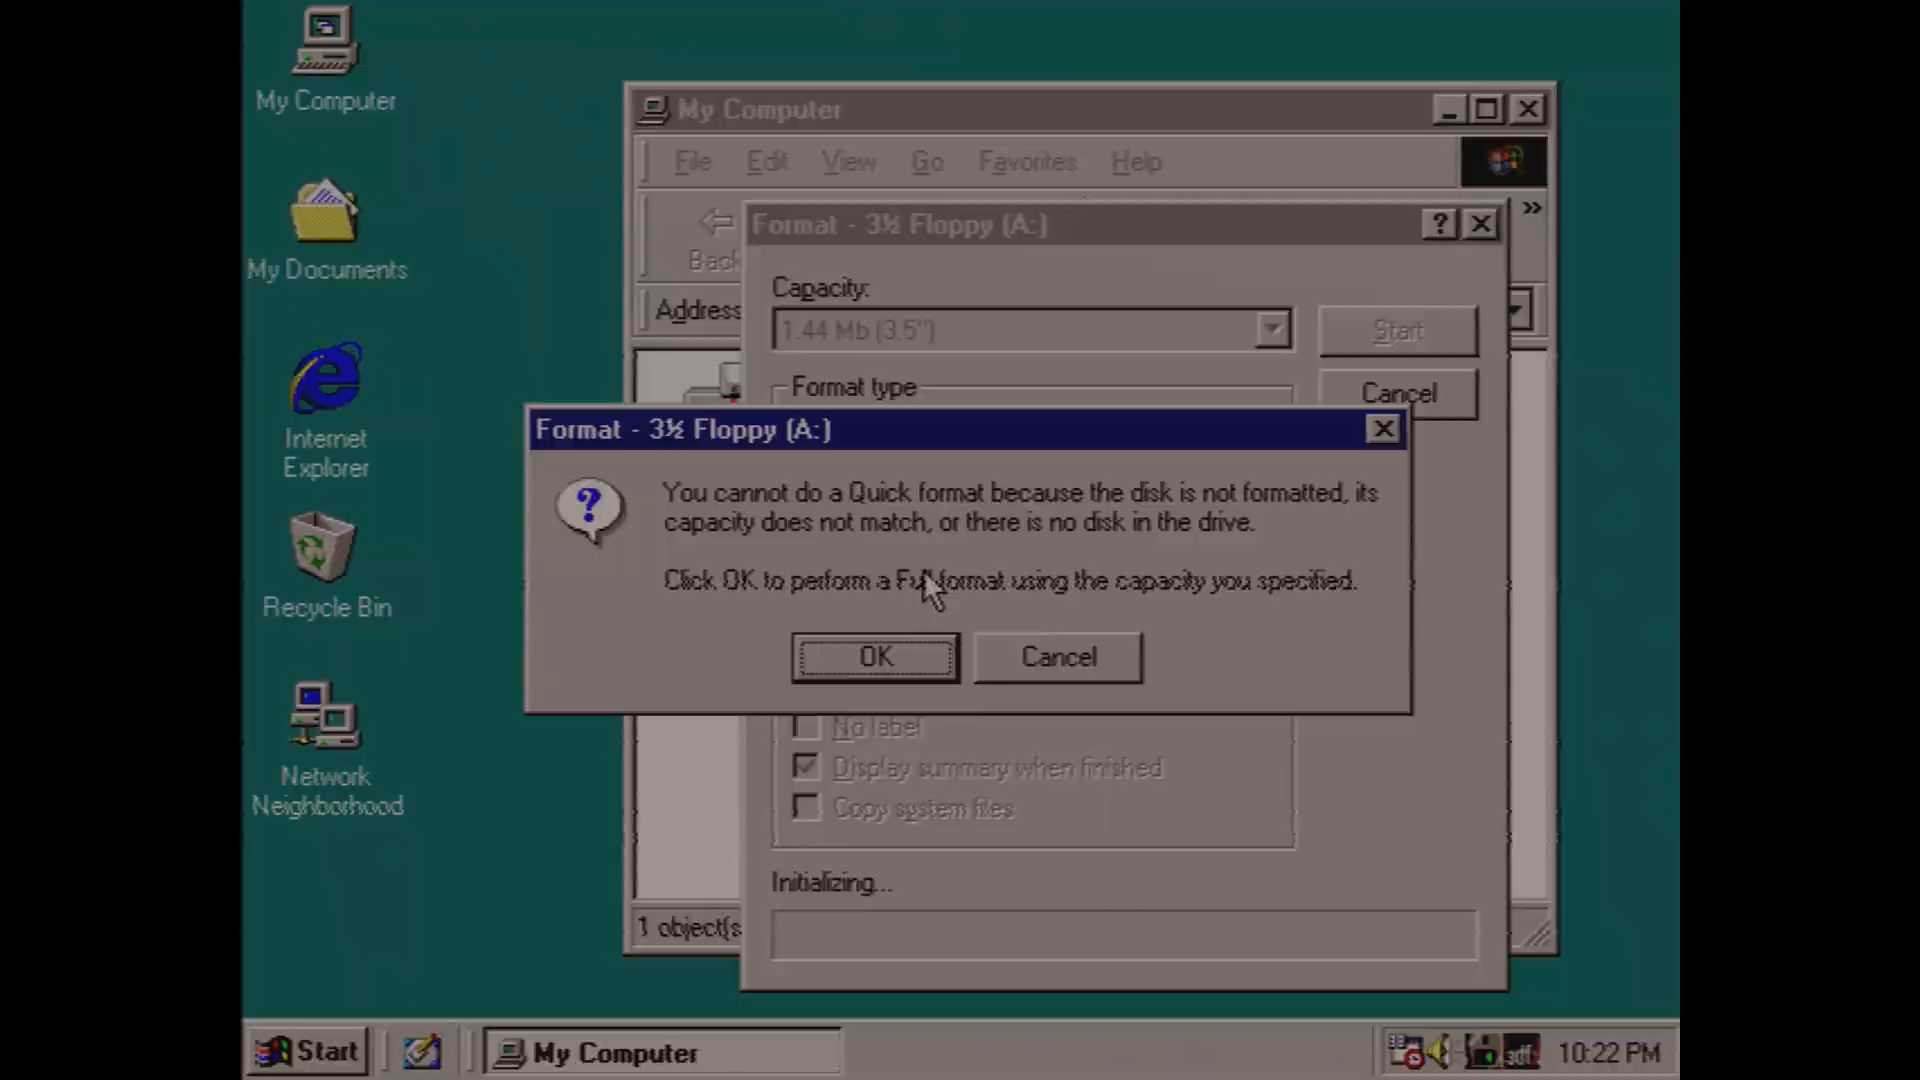 My Computer
My Documents
Internet
Explorer
Recycle Bin
Network
Neighborhood
My Computer
File Edit View Go Favorites Help
Back
»
Address
Format - 3½ Floppy (A:)
?
Capacity:
1.44 Mb (3.5")
Start
Format type
Cancel
Format - 3½ Floppy (A:)
You cannot do a Quick format because the disk is not formatted, its
capacity does not match, or there is no disk in the drive.
Click OK to perform a Full format using the capacity you specified.
OK Cancel
No label
Display summary when finished
Copy system files
Initializing...
1 object(s
Start
My Computer
3df
10:22 PM